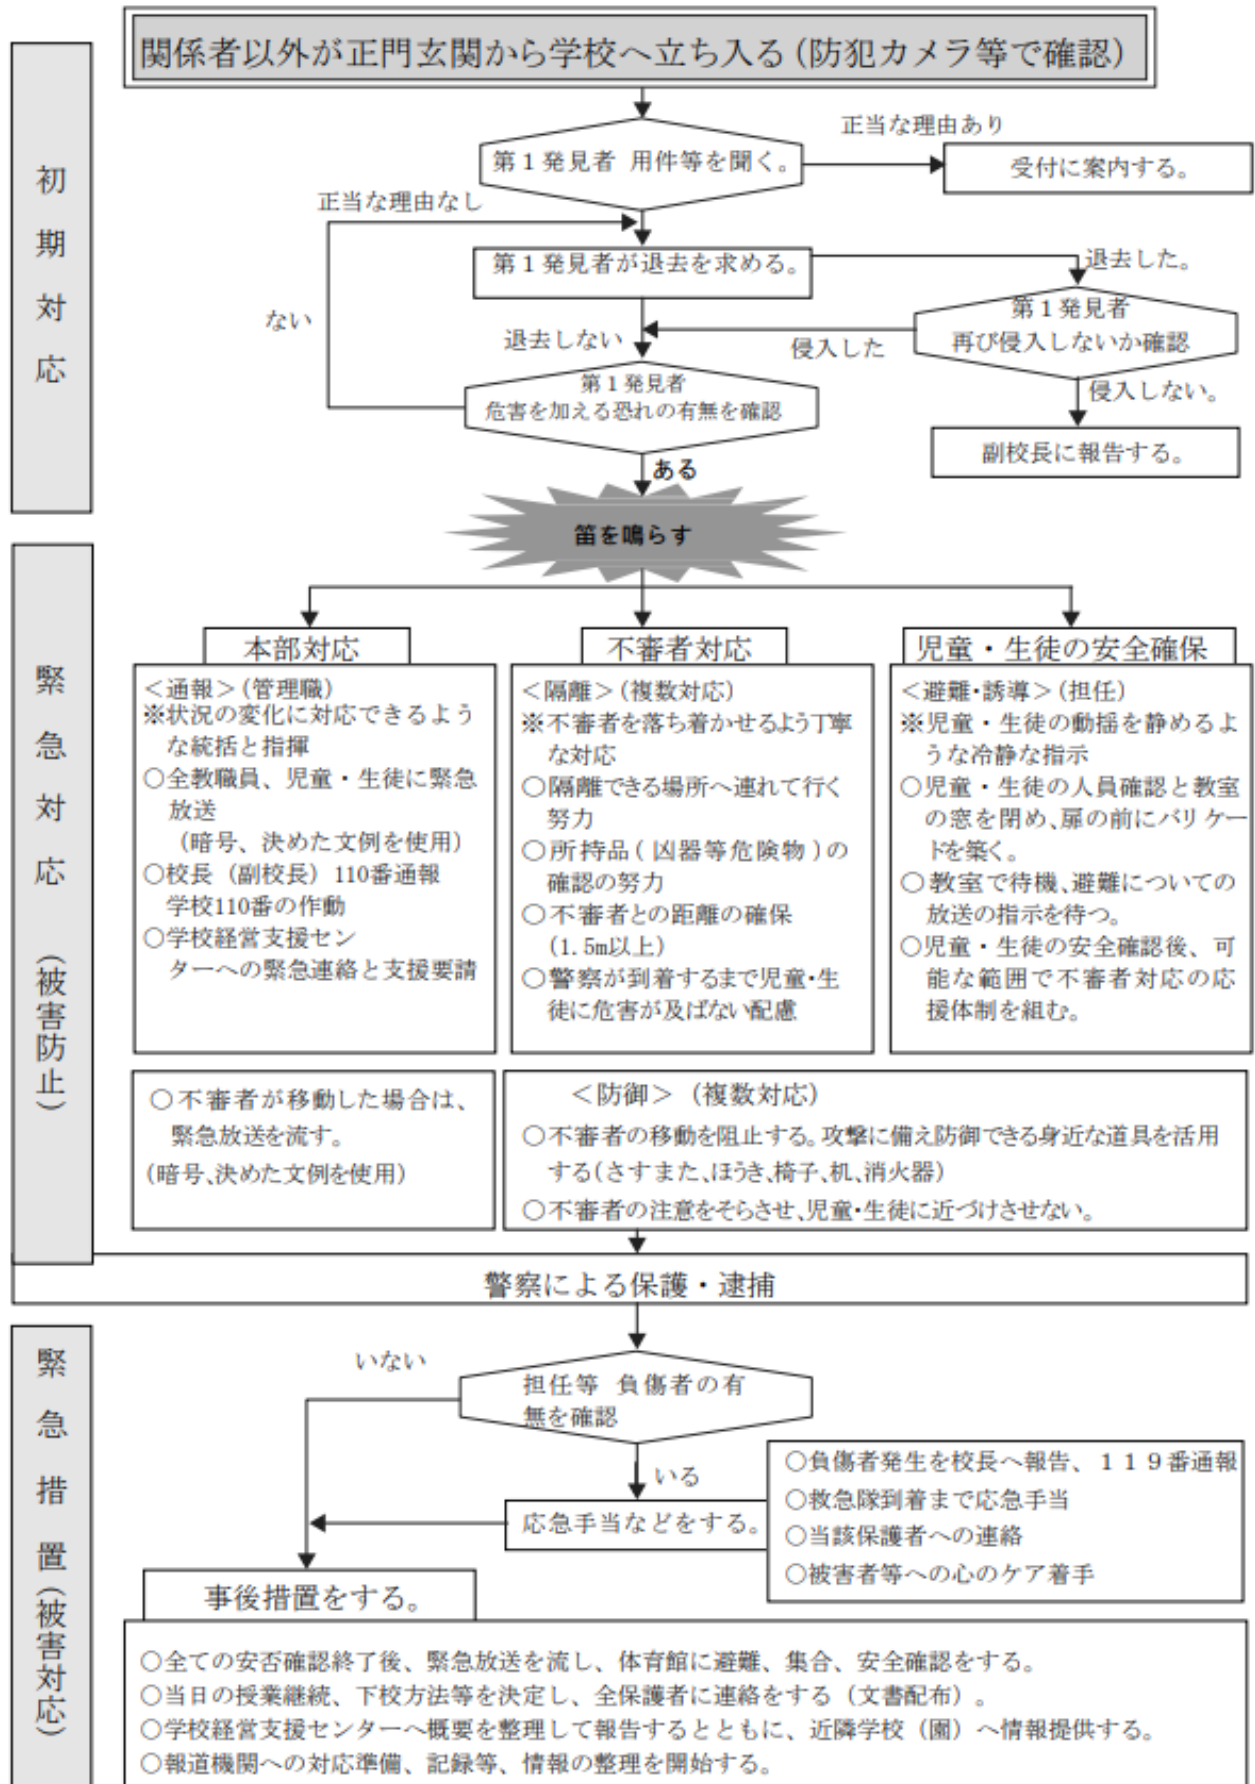 関係者以外が正門玄関から学校へ立ち入る（防犯カメラ等で確認）
初期対応
正当な理由あり
第１発見者 用件等を聞く。
受付に案内する。
正当な理由なし
第１発見者が退去を求める。
退去した。
ない
第１発見者
再び侵入しないか確認
退去しない
侵入した
第１発見者
危害を加える恐れの有無を確認
侵入しない。
副校長に報告する。
ある
笛を鳴らす
緊急対応（被害防止）
本部対応
＜通報＞（管理職）
※状況の変化に対応できるよう
な統括と指揮
○全教職員、児童・生徒に緊急
放送
（暗号、決めた文例を使用）
○校長（副校長）110番通報
学校110番の作動
○学校経営支援セン
ターへの緊急連絡と支援要請
不審者対応
＜隔離＞（複数対応）
※不審者を落ち着かせるよう丁寧
な対応
○隔離できる場所へ連れて行く
努力
○所持品（凶器等危険物）の
確認の努力
○不審者との距離の確保
（1.5m以上）
○警察が到着するまで児童・生
徒に危害が及ばない配慮
児童・生徒の安全確保
＜避難・誘導＞（担任）
※児童・生徒の動揺を静めるよ
うな冷静な指示
○児童・生徒の人員確認と教室
の窓を閉め、扉の前にバリケー
ドを築く。
○教室で待機、避難についての
放送の指示を待つ。
○児童・生徒の安全確認後、可
能な範囲で不審者対応の応
援体制を組む。
○不審者が移動した場合は、
緊急放送を流す。
（暗号、決めた文例を使用）
＜防御＞（複数対応）
○不審者の移動を阻止する。攻撃に備え防御できる身近な道具を活用
する（さすまた、ほうき、椅子、机、消火器）
○不審者の注意をそらさせ、児童・生徒に近づけさせない。
警察による保護・逮捕
緊急措置（被害対応）
いない
担任等 負傷者の有
無を確認
いる
応急手当などをする。
○負傷者発生を校長へ報告、１１９番通報
○救急隊到着まで応急手当
○当該保護者への連絡
○被害者等への心のケア着手
事後措置をする。
○全ての安否確認終了後、緊急放送を流し、体育館に避難、集合、安全確認をする。
○当日の授業継続、下校方法等を決定し、全保護者に連絡をする（文書配布）。
○学校経営支援センターへ概要を整理して報告するとともに、近隣学校（園）へ情報提供する。
○報道機関への対応準備、記録等、情報の整理を開始する。